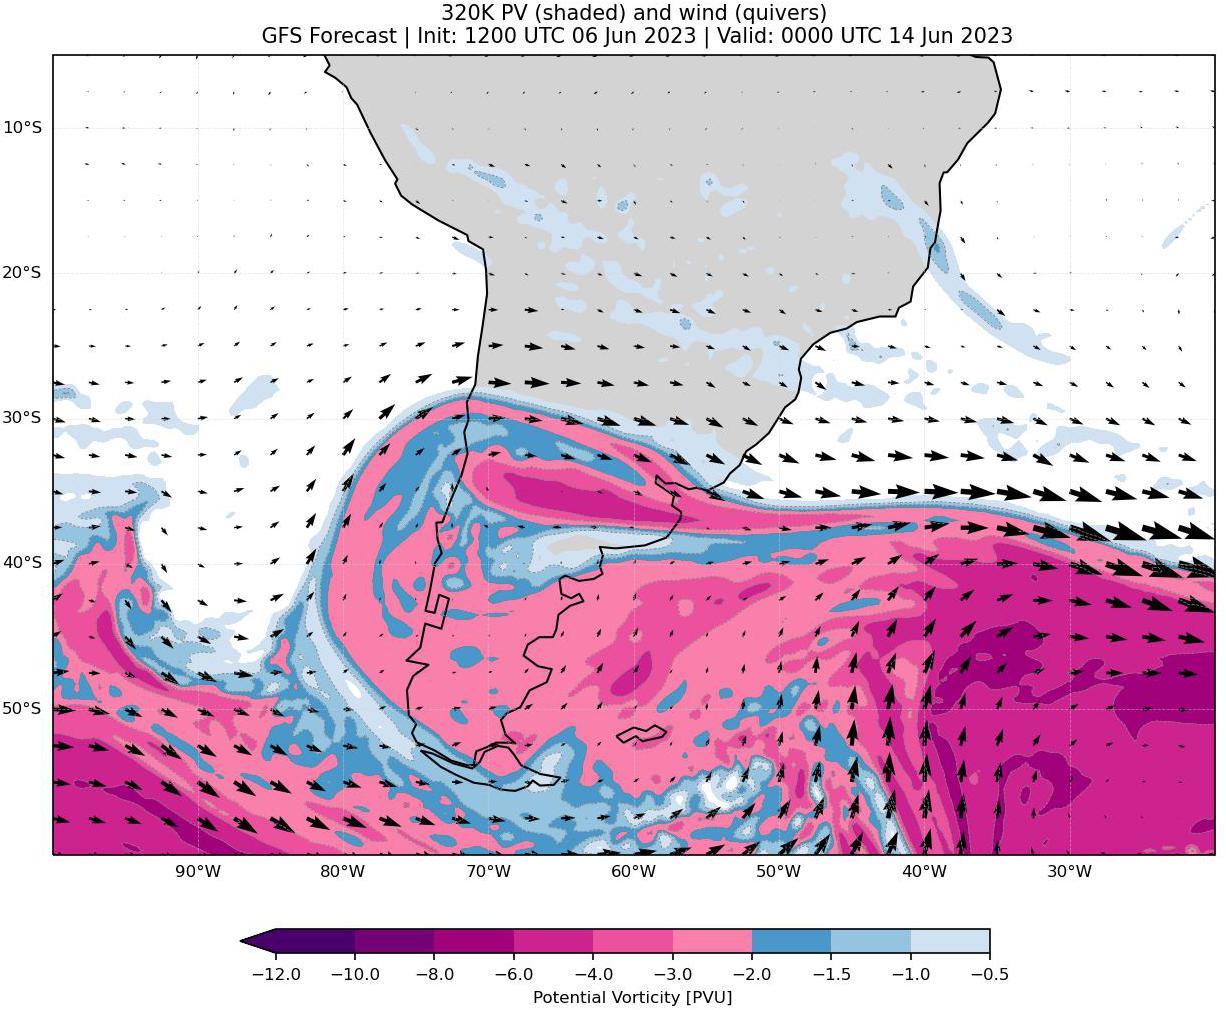 320K PV (shaded) and wind (quivers)
GFS Forecast | Init: 1200 UTC 06 Jun 2023 | Valid: 0000 UTC 14 Jun 2023
10°S
20°S
30°S
40°S
50°S
90°W 80°W 70°W 60°W 50°W 40°W 30°W
−12.0 −10.0 −8.0 −6.0 −4.0 −3.0 −2.0 −1.5 −1.0 −0.5
Potential Vorticity [PVU]